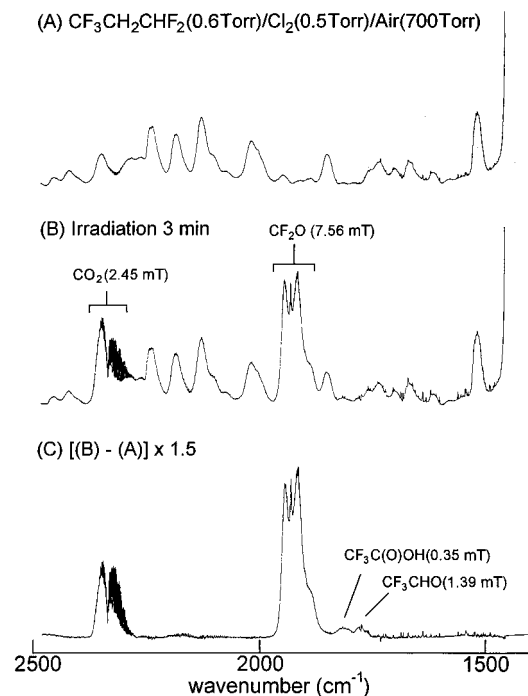 (A) CF₃CH₂CHF₂(0.6Torr)/Cl₂(0.5Torr)/Air(700Torr)
(B) Irradiation 3 min
CF₂O (7.56 mT)
CO₂(2.45 mT)
(C) [(B) - (A)] x 1.5
CF₃C(O)OH(0.35 mT)
CF₃CHO(1.39 mT)
2500 2000 1500
wavenumber (cm⁻¹)